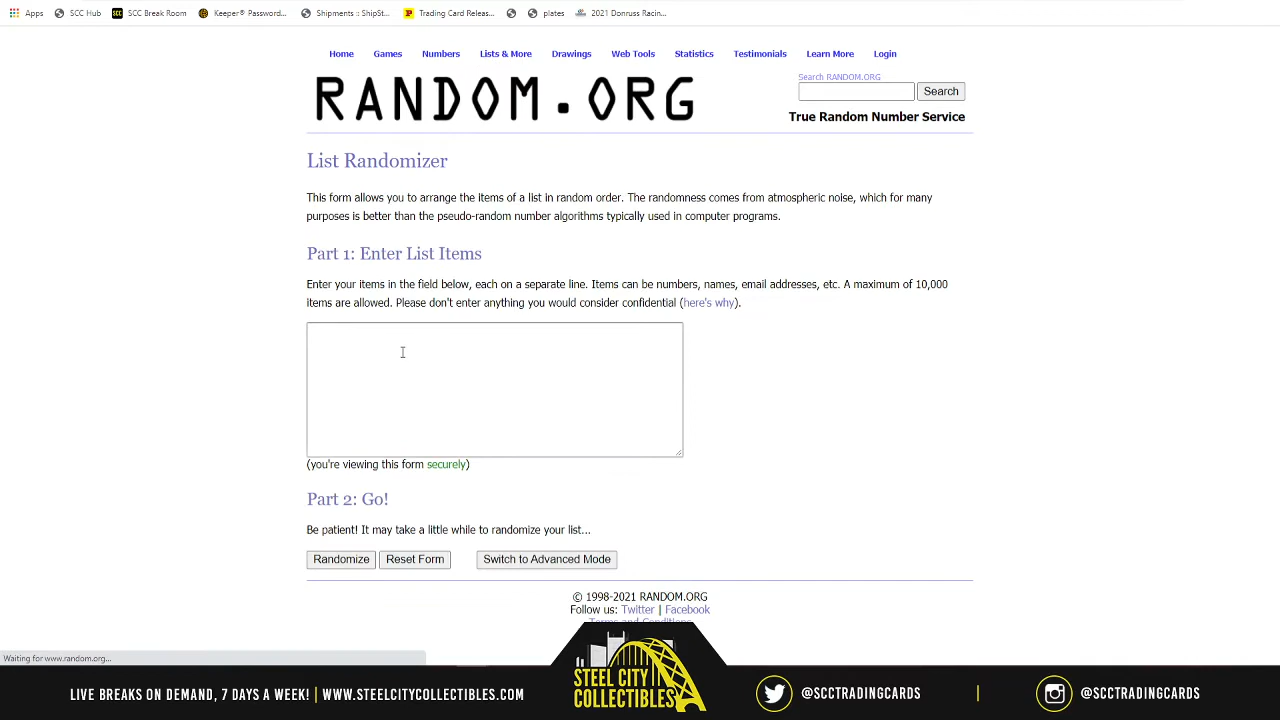 Apps SCC Hub SCC SCC Break Room Keeper® Password... Shipments :: ShipSt... P Trading Card Releas... plates 2021 Donruss Racin...
Home Games Numbers Lists & More Drawings Web Tools Statistics Testimonials Learn More Login
RANDOM.ORG
Search RANDOM.ORG
Search
True Random Number Service
List Randomizer
This form allows you to arrange the items of a list in random order. The randomness comes from atmospheric noise, which for many
purposes is better than the pseudo-random number algorithms typically used in computer programs.
Part 1: Enter List Items
Enter your items in the field below, each on a separate line. Items can be numbers, names, email addresses, etc. A maximum of 10,000
items are allowed. Please don't enter anything you would consider confidential (here's why).
(you're viewing this form securely)
Part 2: Go!
Be patient! It may take a little while to randomize your list...
Randomize Reset Form Switch to Advanced Mode
© 1998-2021 RANDOM.ORG
Follow us: Twitter | Facebook
Terms and Conditions
Waiting for www.random.org...
LIVE BREAKS ON DEMAND, 7 DAYS A WEEK! | WWW.STEELCITYCOLLECTIBLES.COM
STEEL CITY
COLLECTIBLES
@SCCTRADINGCARDS | @SCCTRADINGCARDS